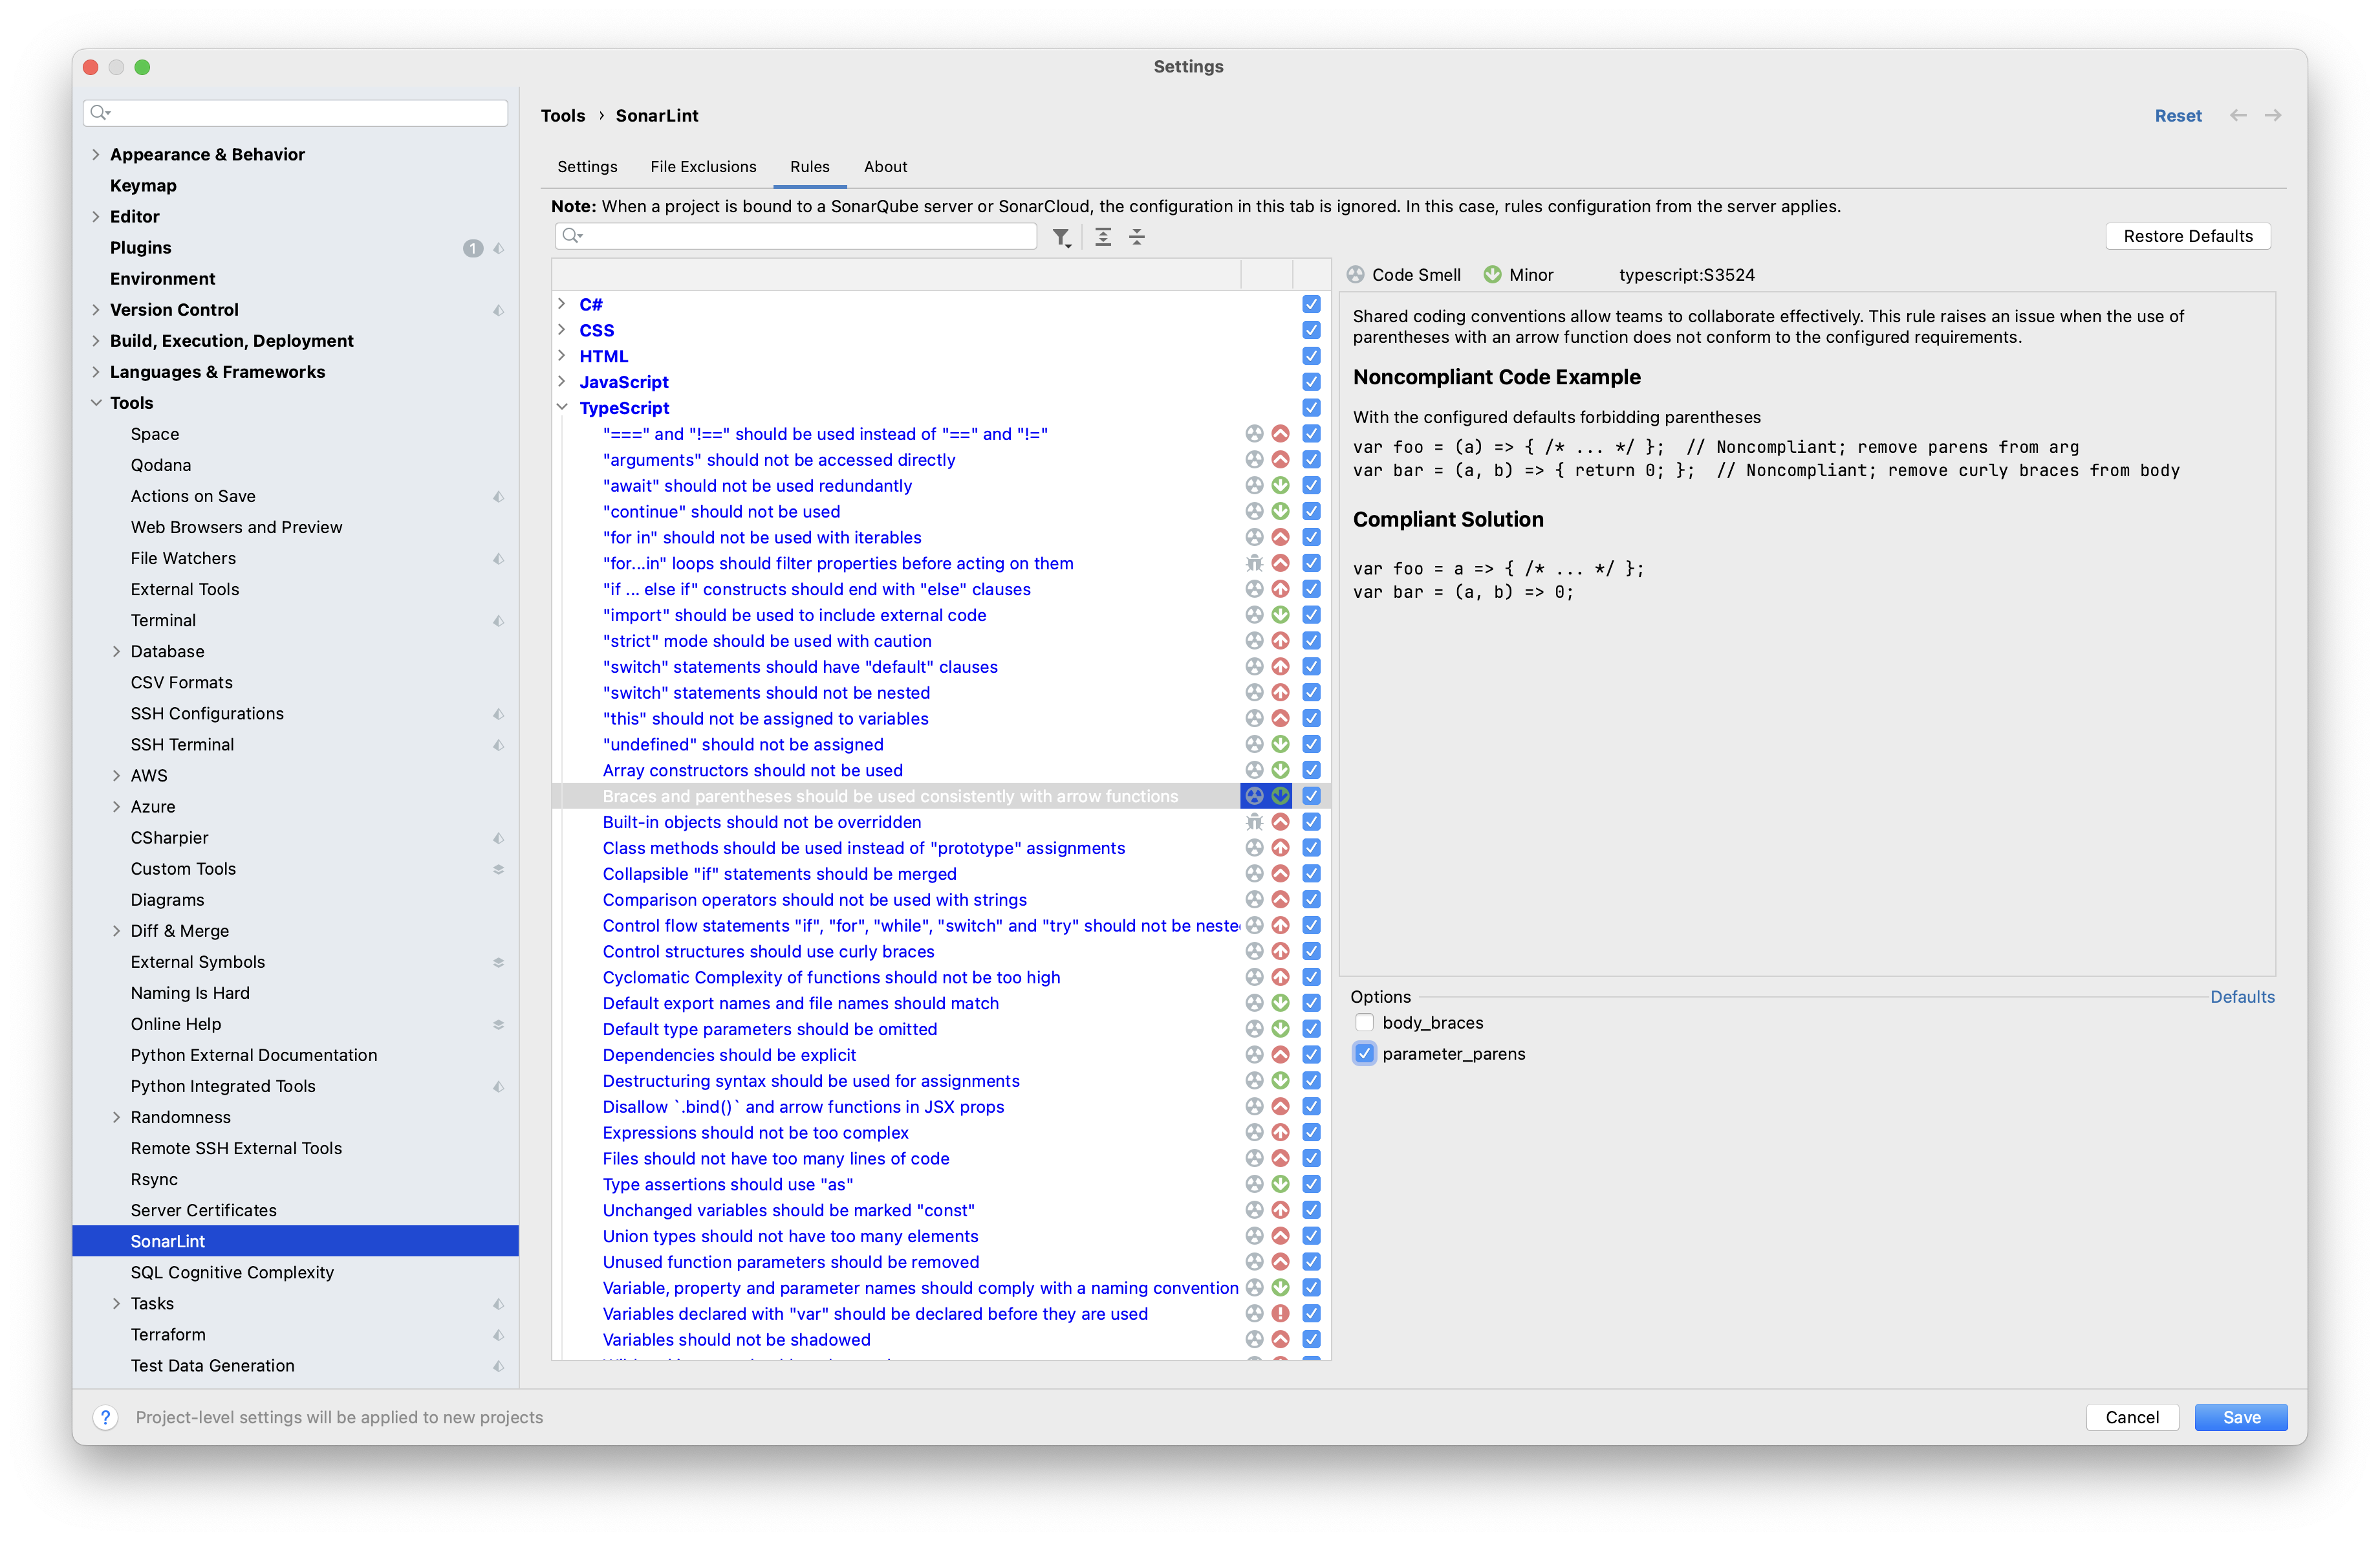 Settings
Appearance & Behavior
Keymap
Editor
Plugins 1
Environment
Version Control
Build, Execution, Deployment
Languages & Frameworks
Tools
Space
Qodana
Actions on Save
Web Browsers and Preview
File Watchers
External Tools
Terminal
Database
CSV Formats
SSH Configurations
SSH Terminal
AWS
Azure
CSharpier
Custom Tools
Diagrams
Diff & Merge
External Symbols
Naming Is Hard
Online Help
Python External Documentation
Python Integrated Tools
Randomness
Remote SSH External Tools
Rsync
Server Certificates
SonarLint
SQL Cognitive Complexity
Tasks
Terraform
Test Data Generation
Tools › SonarLint
Reset
Settings File Exclusions Rules About
Note: When a project is bound to a SonarQube server or SonarCloud, the configuration in this tab is ignored. In this case, rules configuration from the server applies.
Restore Defaults
C#
CSS
HTML
JavaScript
TypeScript
"===" and "!==" should be used instead of "==" and "!="
"arguments" should not be accessed directly
"await" should not be used redundantly
"continue" should not be used
"for in" should not be used with iterables
"for...in" loops should filter properties before acting on them
"if ... else if" constructs should end with "else" clauses
"import" should be used to include external code
"strict" mode should be used with caution
"switch" statements should have "default" clauses
"switch" statements should not be nested
"this" should not be assigned to variables
"undefined" should not be assigned
Array constructors should not be used
Braces and parentheses should be used consistently with arrow functions
Built-in objects should not be overridden
Class methods should be used instead of "prototype" assignments
Collapsible "if" statements should be merged
Comparison operators should not be used with strings
Control flow statements "if", "for", "while", "switch" and "try" should not be neste
Control structures should use curly braces
Cyclomatic Complexity of functions should not be too high
Default export names and file names should match
Default type parameters should be omitted
Dependencies should be explicit
Destructuring syntax should be used for assignments
Disallow `.bind()` and arrow functions in JSX props
Expressions should not be too complex
Files should not have too many lines of code
Type assertions should use "as"
Unchanged variables should be marked "const"
Union types should not have too many elements
Unused function parameters should be removed
Variable, property and parameter names should comply with a naming convention
Variables declared with "var" should be declared before they are used
Variables should not be shadowed
Code Smell Minor typescript:S3524
Shared coding conventions allow teams to collaborate effectively. This rule raises an issue when the use of
parentheses with an arrow function does not conform to the configured requirements.
Noncompliant Code Example
With the configured defaults forbidding parentheses
var foo = (a) => { /* ... */ };  // Noncompliant; remove parens from arg
var bar = (a, b) => { return 0; };  // Noncompliant; remove curly braces from body
Compliant Solution
var foo = a => { /* ... */ };
var bar = (a, b) => 0;
Options Defaults
body_braces
parameter_parens
? Project-level settings will be applied to new projects
Cancel Save